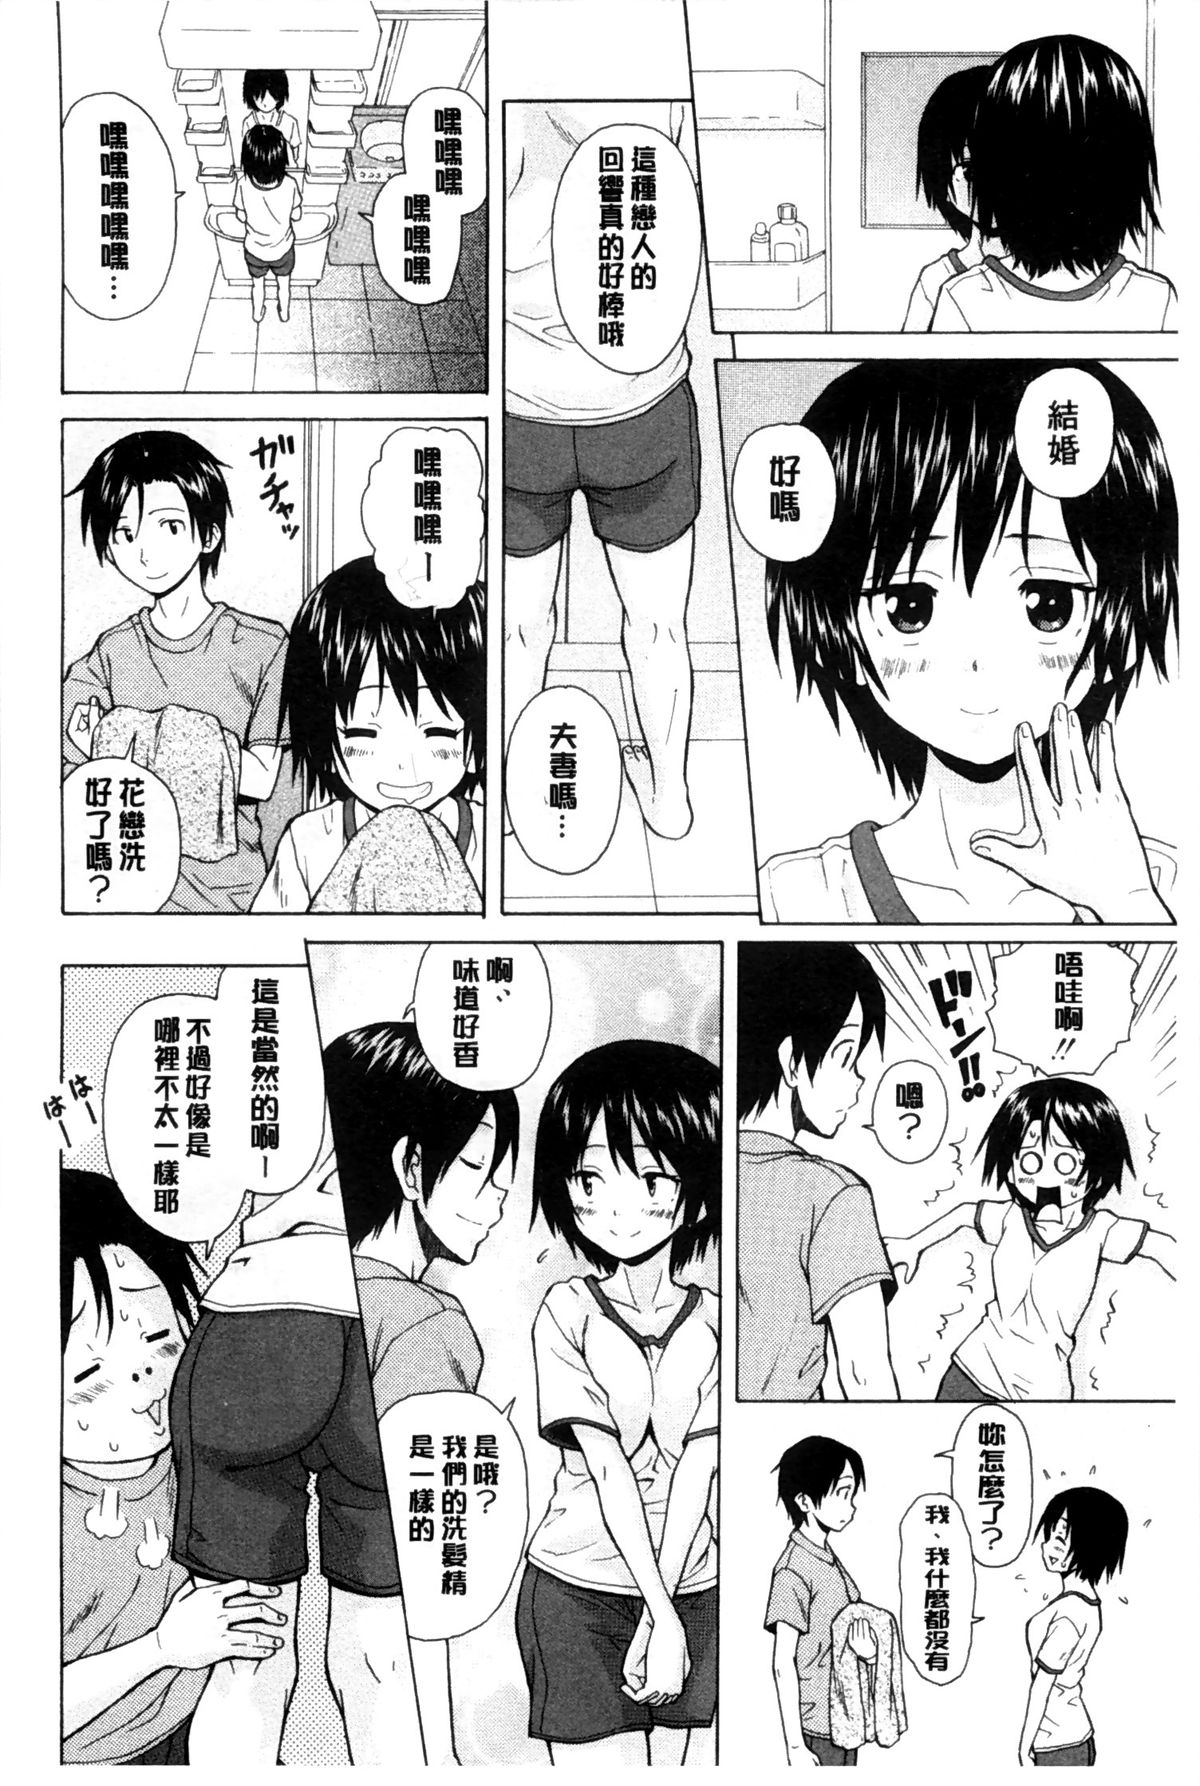 結婚
好嗎
這種戀人的
回響真的好棒哦
夫妻嗎…
嘿嘿嘿
嘿嘿嘿
嘿嘿嘿嘿嘿…
嘿嘿嘿ー
ガチャッ
花戀洗
好了嗎?
唔哇啊!!
ドーン!!
嗯?
妳怎麼了?
我、我什麼都沒有
啊、
味道好香
是哦?
我們的洗髮精
是一樣的
這是當然的啊ー
不過好像是
哪裡不太一樣耶
はー
はー